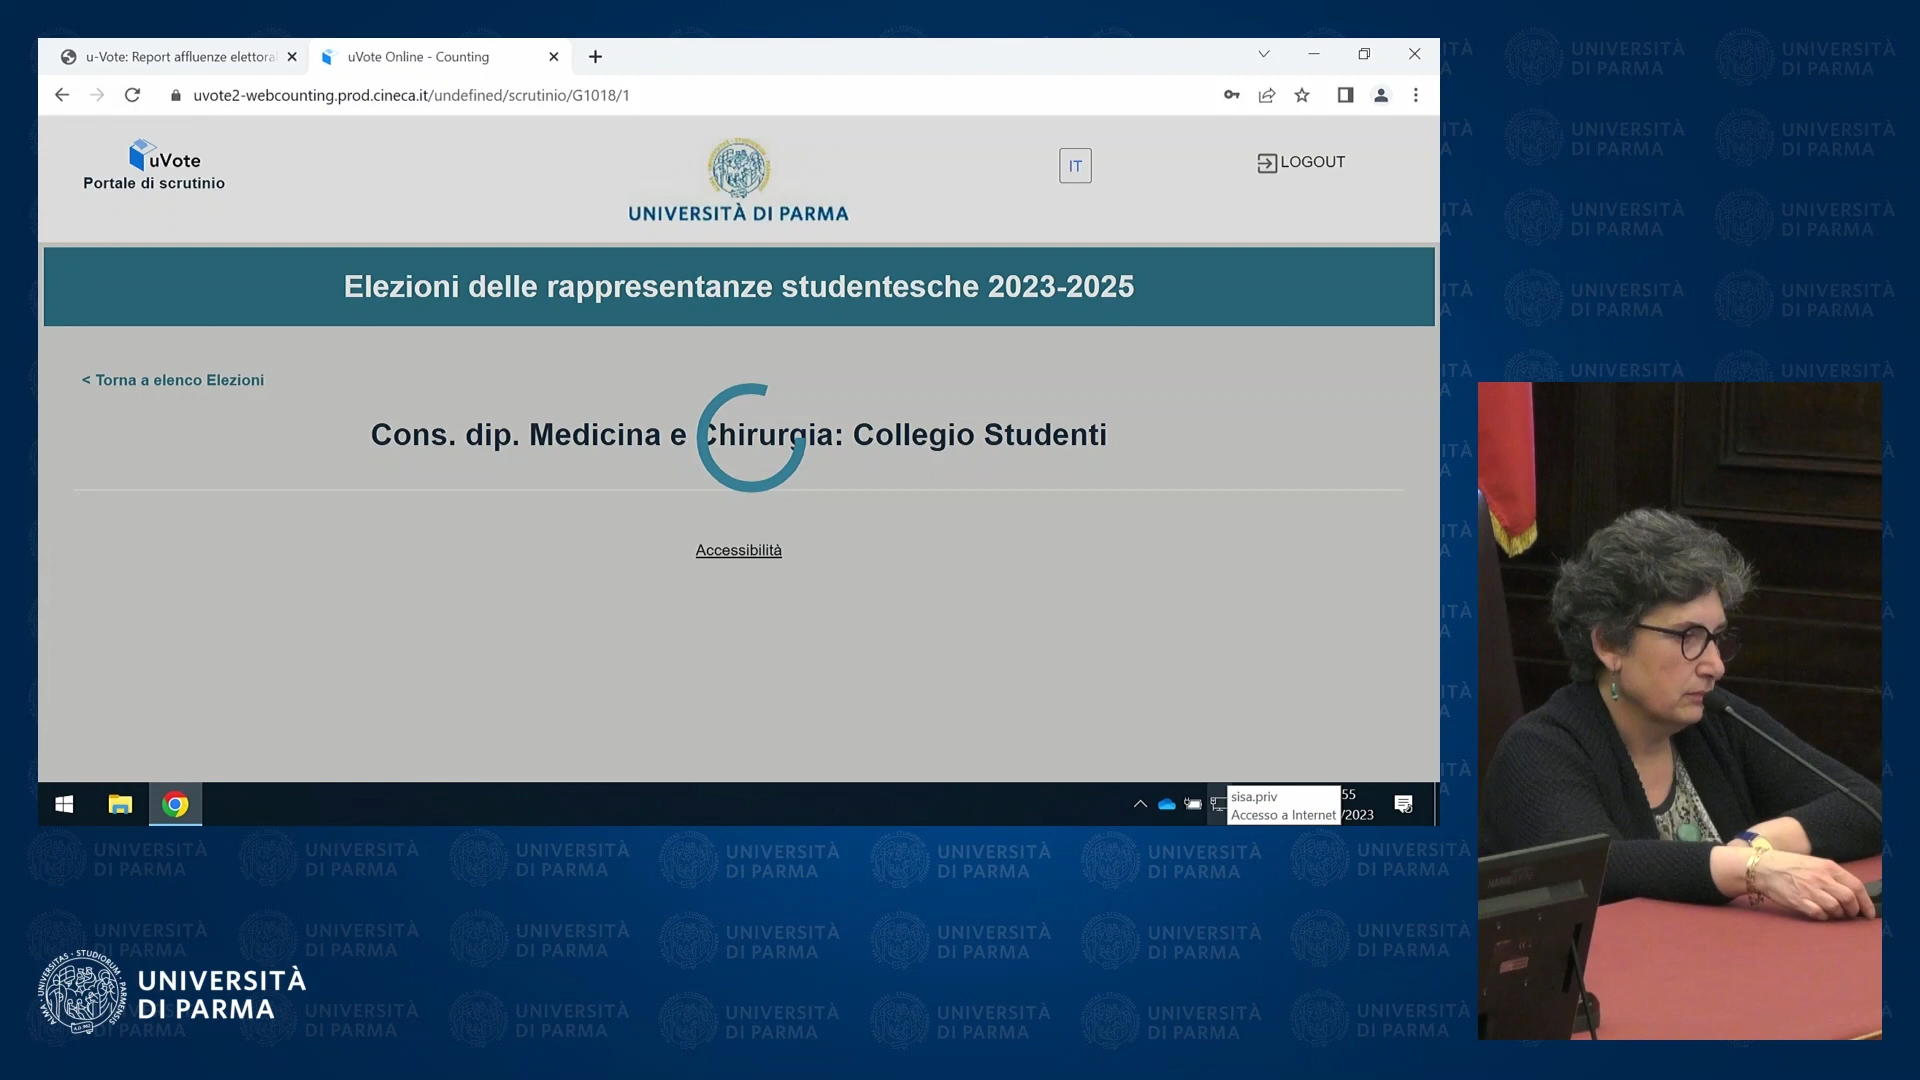 u-Vote: Report affluenze elettoral
uVote Online - Counting
uvote2-webcounting.prod.cineca.it/undefined/scrutinio/G1018/1
uVote
Portale di scrutinio
UNIVERSITÀ DI PARMA
IT
LOGOUT
Elezioni delle rappresentanze studentesche 2023-2025
< Torna a elenco Elezioni
Cons. dip. Medicina e Chirurgia: Collegio Studenti
Accessibilità
sisa.priv
Accesso a Internet
55
/2023
UNIVERSITÀ
DI PARMA